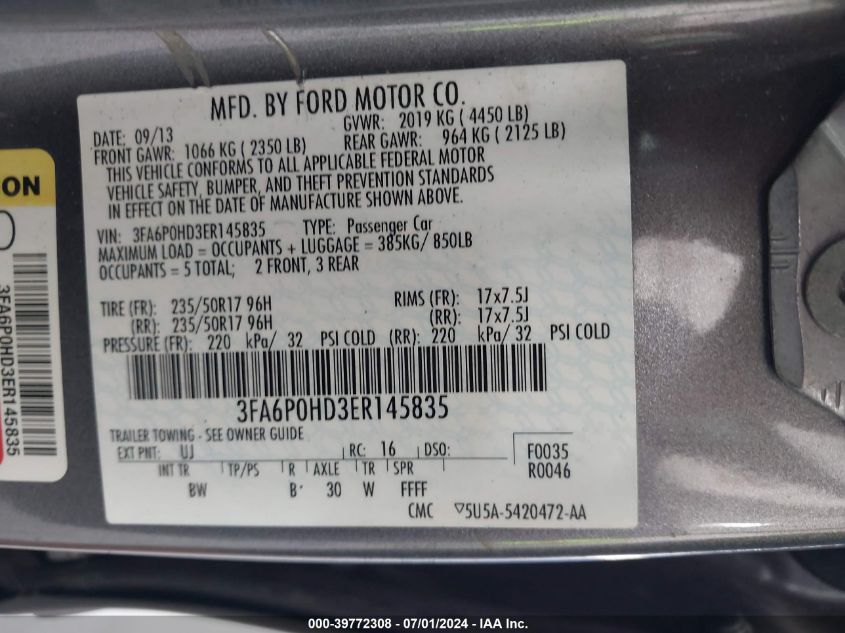 MFD. BY FORD MOTOR CO.
DATE: 09/13 GVWR: 2019 KG ( 4450 LB)
FRONT GAWR: 1066 KG ( 2350 LB) REAR GAWR: 964 KG ( 2125 LB)
THIS VEHICLE CONFORMS TO ALL APPLICABLE FEDERAL MOTOR
VEHICLE SAFETY, BUMPER, AND THEFT PREVENTION STANDARDS
IN EFFECT ON THE DATE OF MANUFACTURE SHOWN ABOVE.
VIN: 3FA6P0HD3ER145835 TYPE: Passenger Car
MAXIMUM LOAD = OCCUPANTS + LUGGAGE = 385KG/ 850LB
OCCUPANTS = 5 TOTAL; 2 FRONT, 3 REAR
TIRE (FR): 235/50R17 96H RIMS (FR): 17x7.5J
(RR): 235/50R17 96H (RR): 17x7.5J
PRESSURE (FR): 220 kPa/ 32 PSI COLD (RR): 220 kPa/ 32 PSI COLD
3FA6P0HD3ER145835
TRAILER TOWING - SEE OWNER GUIDE
EXT PNT: UJ RC: 16 DSO: F0035
INT TR TP/PS R AXLE TR SPR R0046
BW B 30 W FFFF
CMC ▽5U5A-5420472-AA
ON
3FA6P0HD3ER145835
000-39772308 - 07/01/2024 - IAA Inc.